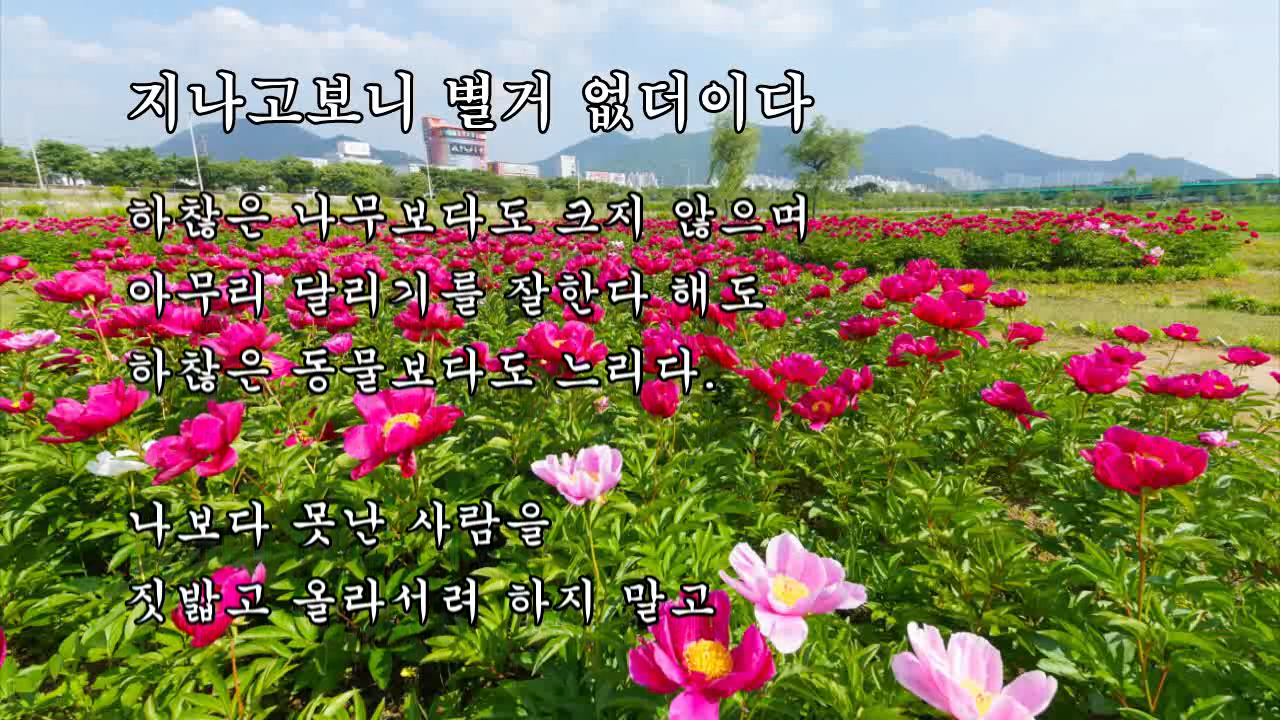 지나고보니 별거 없더이다
하찮은 나무보다도 크지 않으며
아무리 달리기를 잘한다 해도
하찮은 동물보다도 느리다.
나보다 못난 사람을
짓밟고 올라서려 하지 말고